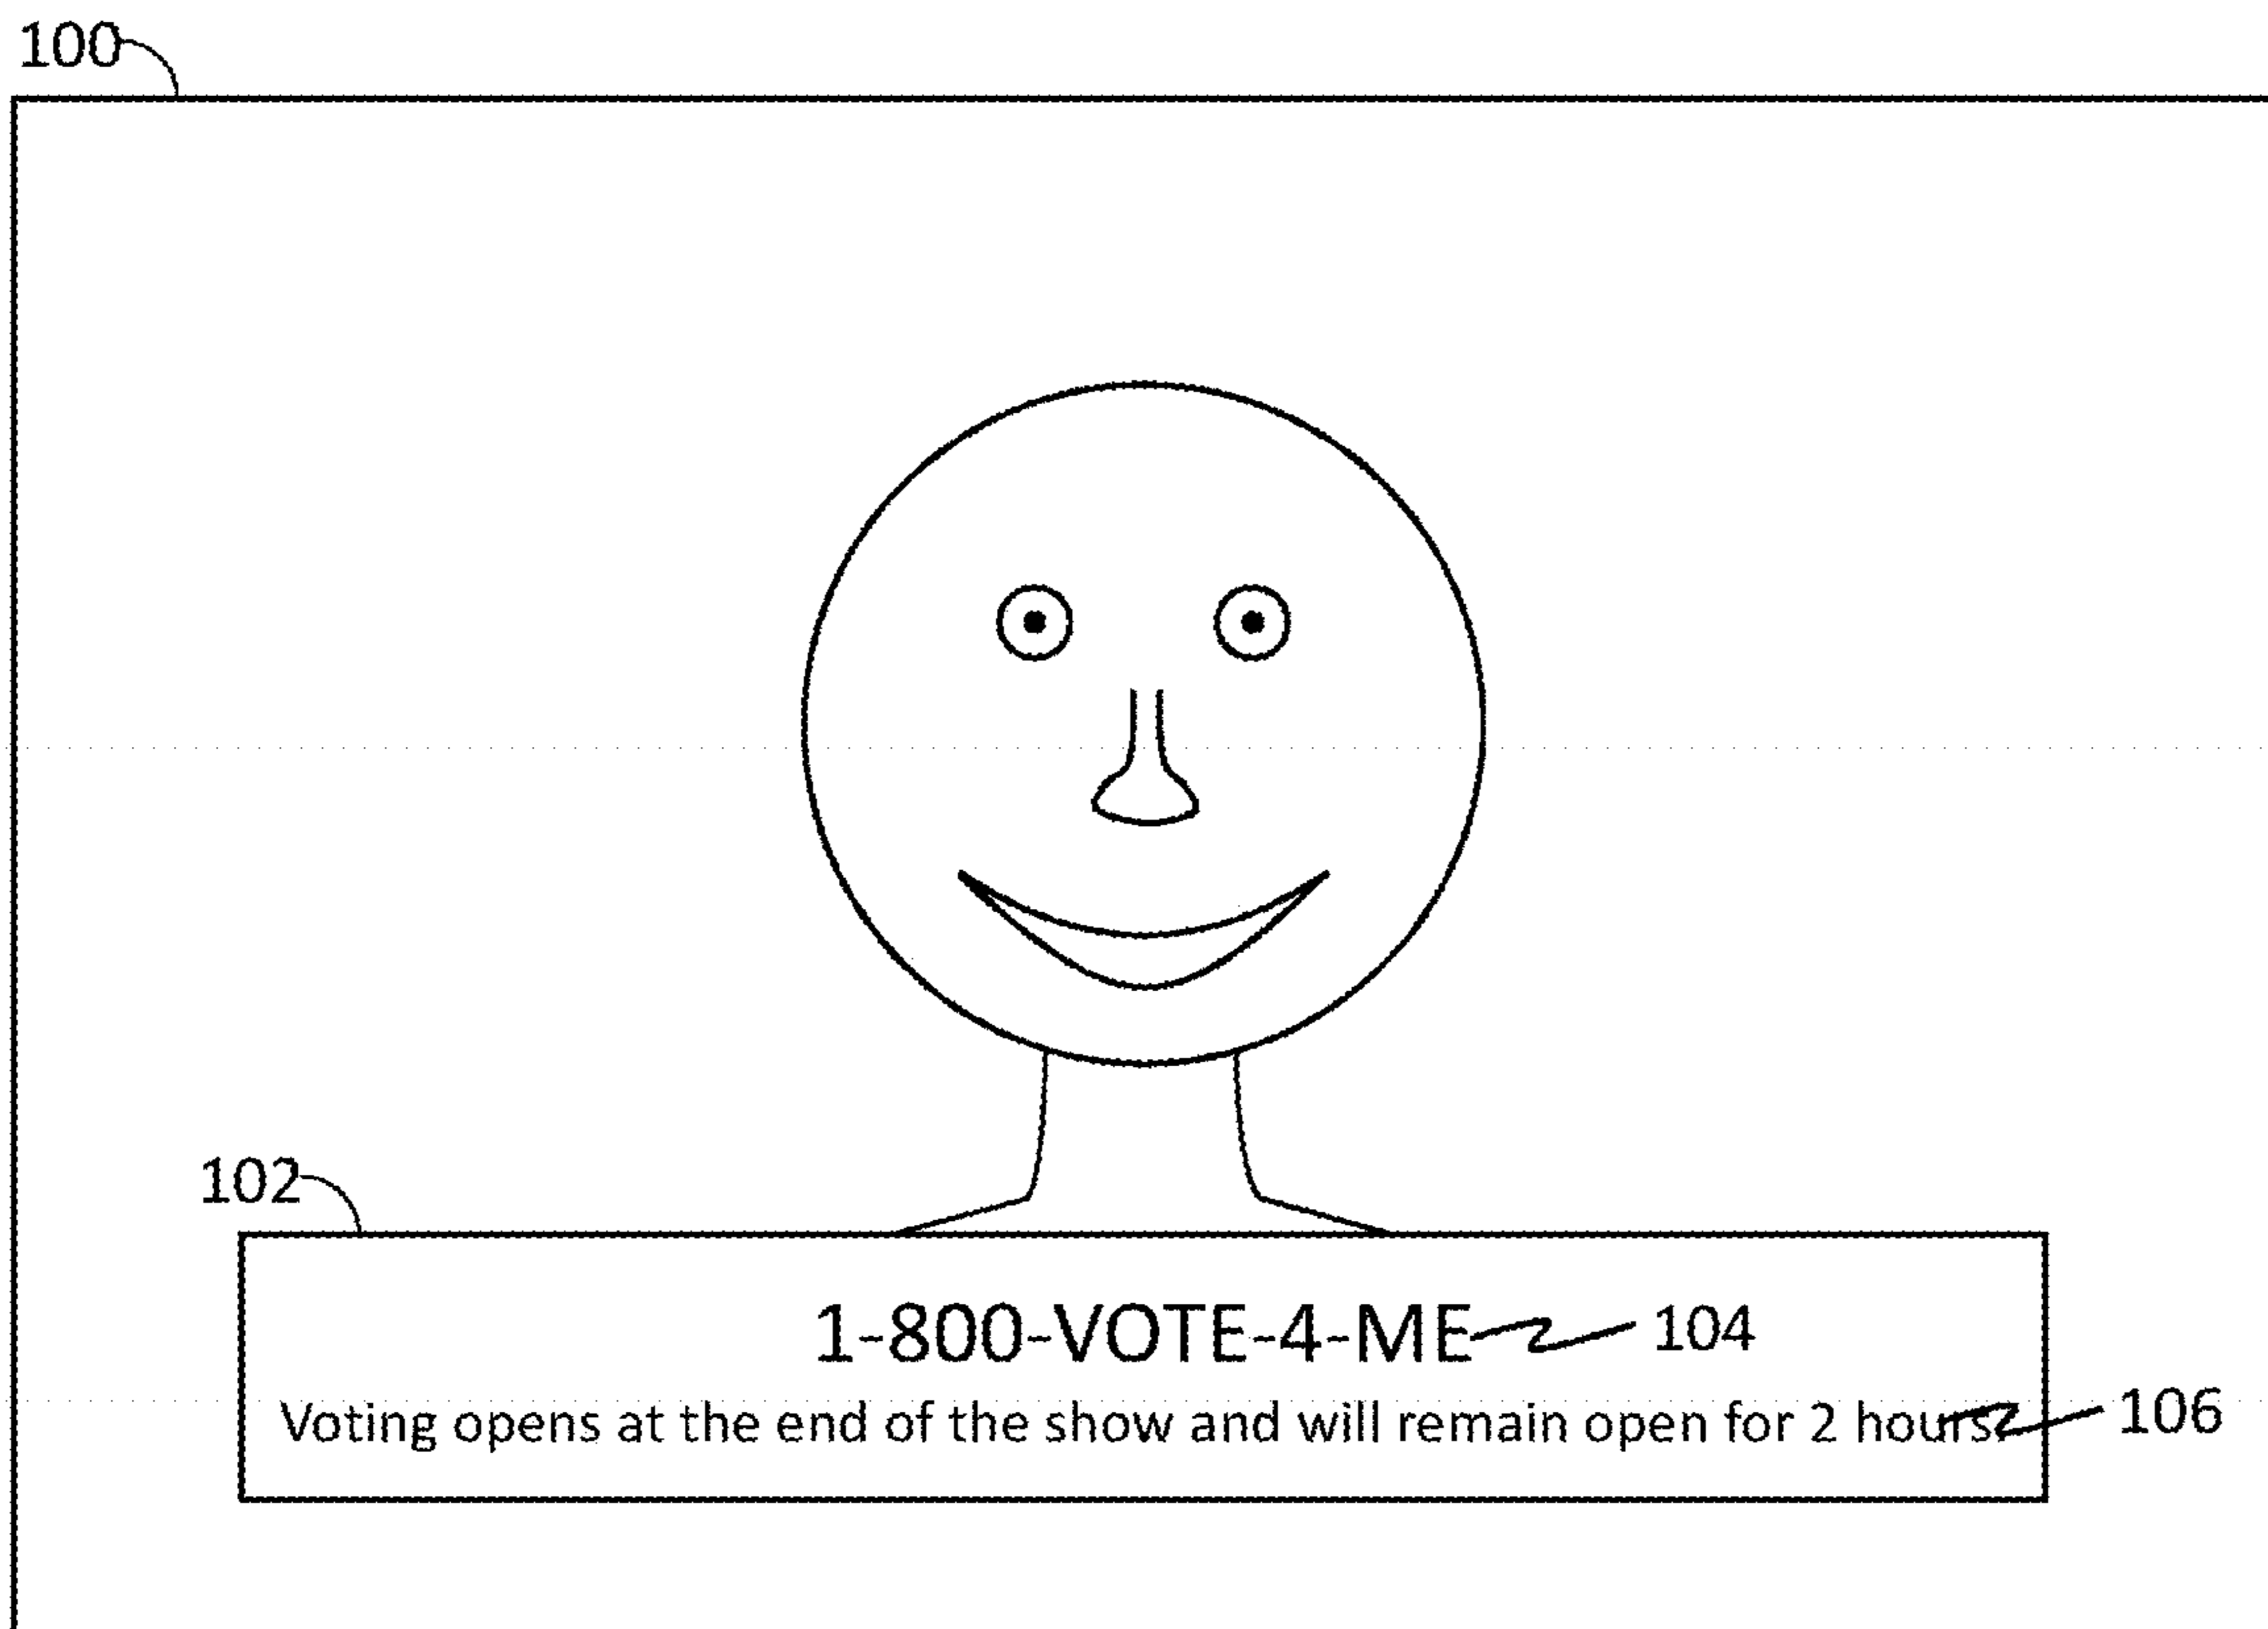 100
102
1-800-VOTE-4-ME 104
Voting opens at the end of the show and will remain open for 2 hours. 106